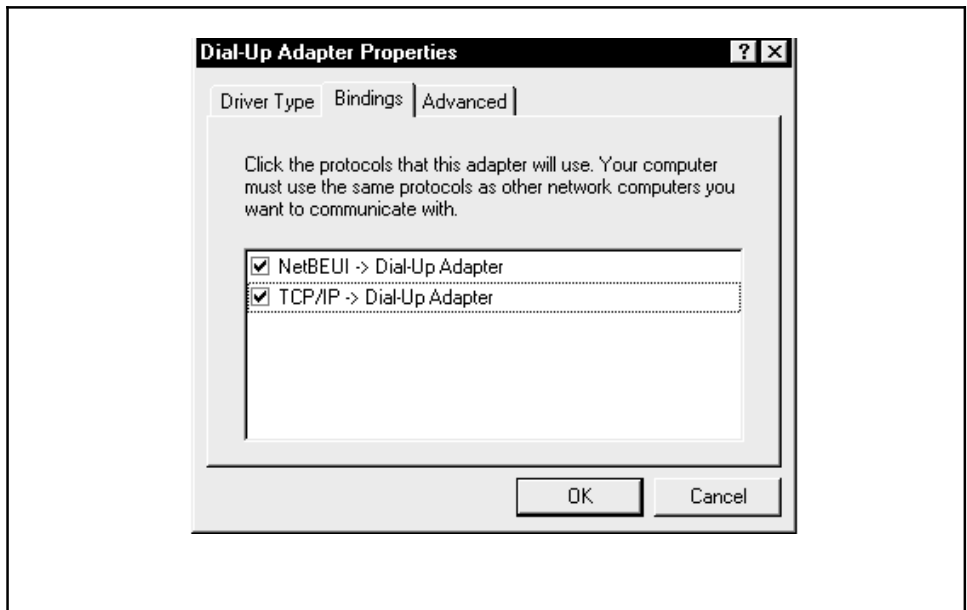 Dial-Up Adapter Properties
Driver Type Bindings Advanced
Click the protocols that this adapter will use. Your computer
must use the same protocols as other network computers you
want to communicate with.
NetBEUI -> Dial-Up Adapter
TCP/IP -> Dial-Up Adapter
OK Cancel